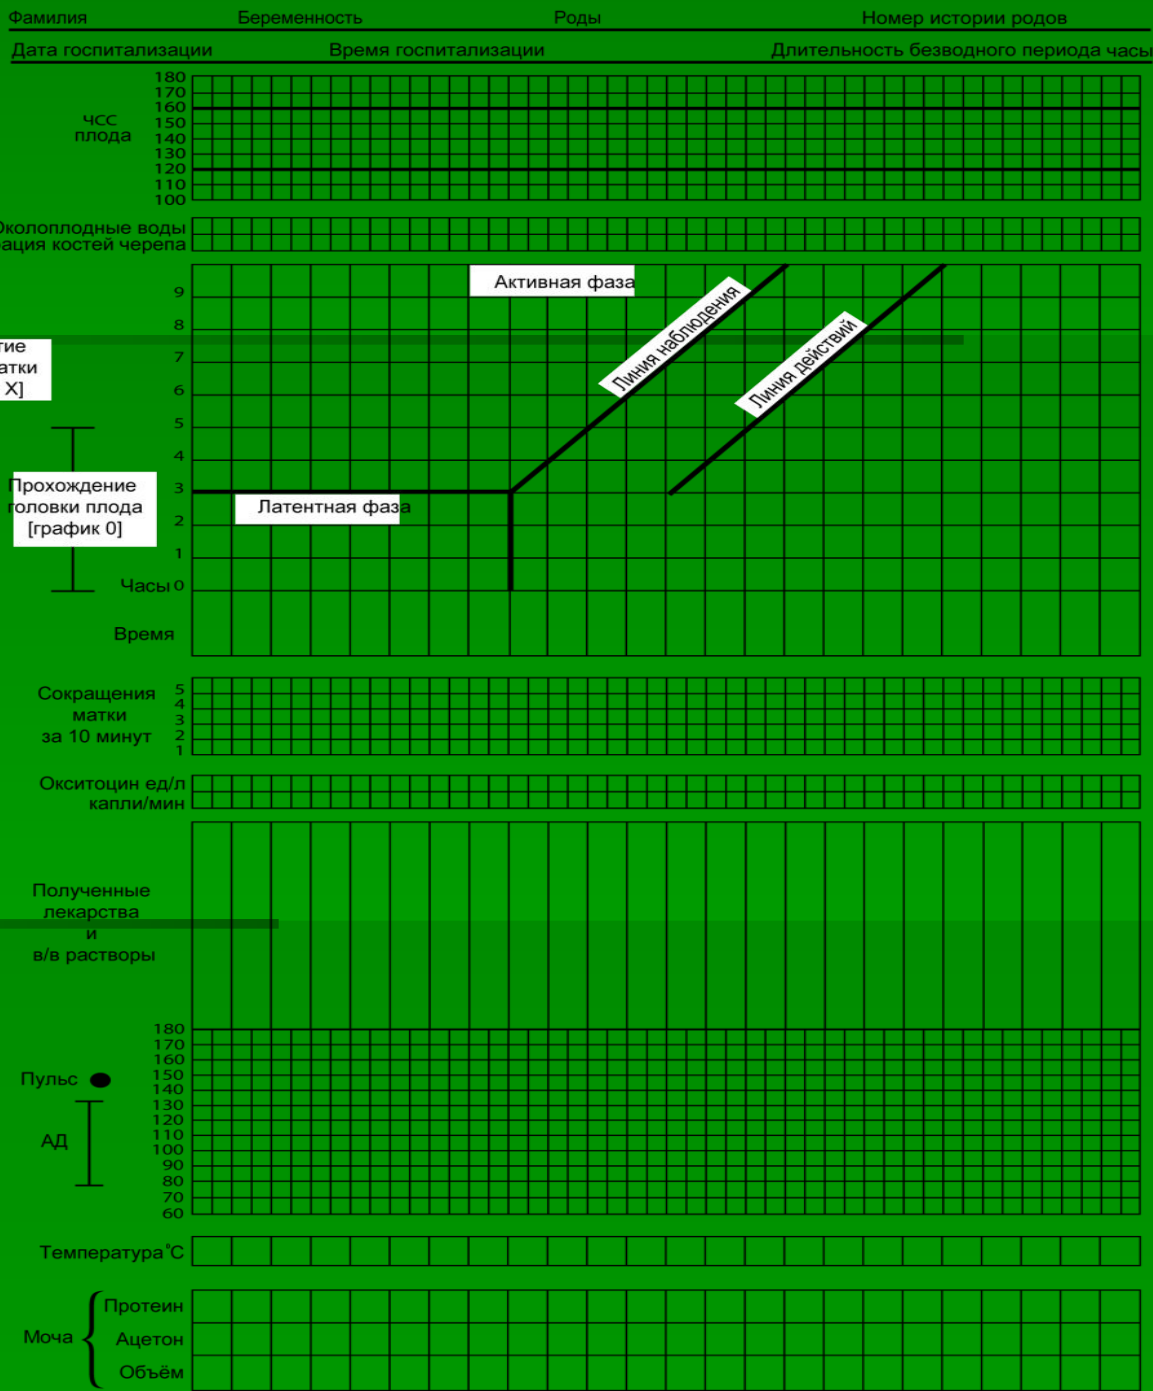 Фамилия Беременность Роды Номер истории родов
Дата госпитализации Время госпитализации Длительность безводного периода часы
180
170
160
150
140
130
120
110
100
ЧСС
плода
Околоплодные воды
костей черепа
Активная фаза
Линия наблюдения
Линия действий
9
8
7
6
5
4
3
2
1
0
X]
Прохождение
головки плода
[график 0]
Латентная фаза
Часы
Время
Сокращения
матки
за 10 минут
5
4
3
2
1
Окситоцин ед/л
капли/мин
Полученные
лекарства
и
в/в растворы
180
170
160
150
140
130
120
110
100
90
80
70
60
Пульс
АД
Температура°C
Моча
Протеин
Ацетон
Объём